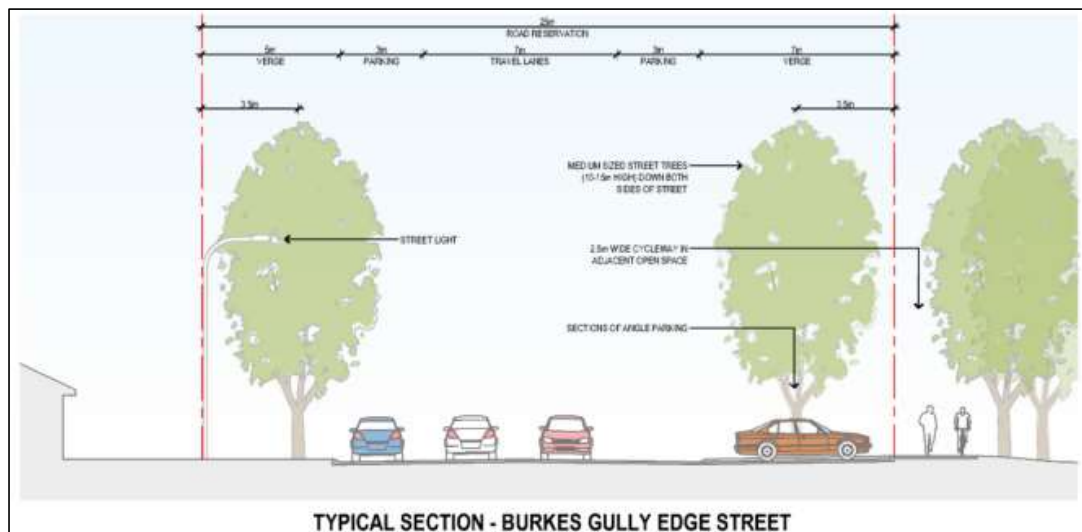 25m
ROAD RESERVATION
5m 3m 7m 3m 7m
VERGE PARKING TRAVEL LANES PARKING VERGE
3.5m 3.5m
MEDIUM SIZED STREET TREES
(10-15m HIGH) DOWN BOTH
SIDES OF STREET
STREET LIGHT
2.5m WIDE CYCLEWAY IN
ADJACENT OPEN SPACE
SECTIONS OF ANGLE PARKING
TYPICAL SECTION - BURKES GULLY EDGE STREET